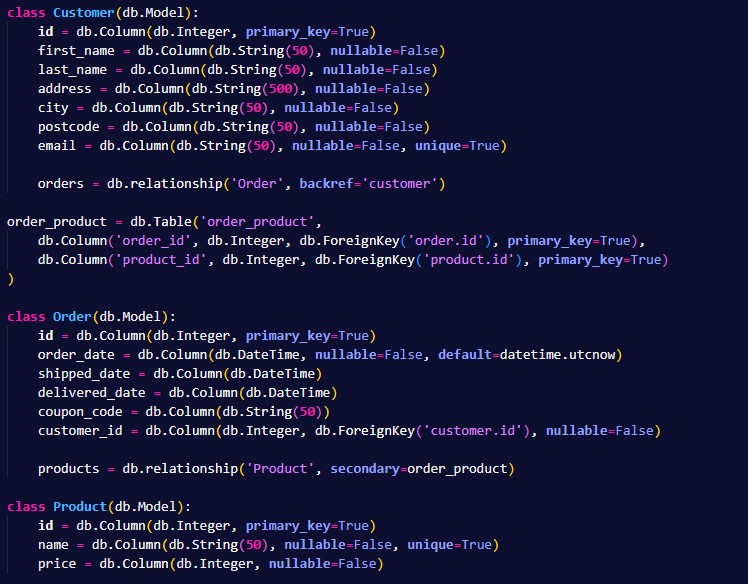 class Customer(db.Model):
    id = db.Column(db.Integer, primary_key=True)
    first_name = db.Column(db.String(50), nullable=False)
    last_name = db.Column(db.String(50), nullable=False)
    address = db.Column(db.String(500), nullable=False)
    city = db.Column(db.String(50), nullable=False)
    postcode = db.Column(db.String(50), nullable=False)
    email = db.Column(db.String(50), nullable=False, unique=True)

    orders = db.relationship('Order', backref='customer')

order_product = db.Table('order_product',
    db.Column('order_id', db.Integer, db.ForeignKey('order.id'), primary_key=True),
    db.Column('product_id', db.Integer, db.ForeignKey('product.id'), primary_key=True)
)

class Order(db.Model):
    id = db.Column(db.Integer, primary_key=True)
    order_date = db.Column(db.DateTime, nullable=False, default=datetime.utcnow)
    shipped_date = db.Column(db.DateTime)
    delivered_date = db.Column(db.DateTime)
    coupon_code = db.Column(db.String(50))
    customer_id = db.Column(db.Integer, db.ForeignKey('customer.id'), nullable=False)

    products = db.relationship('Product', secondary=order_product)

class Product(db.Model):
    id = db.Column(db.Integer, primary_key=True)
    name = db.Column(db.String(50), nullable=False, unique=True)
    price = db.Column(db.Integer, nullable=False)